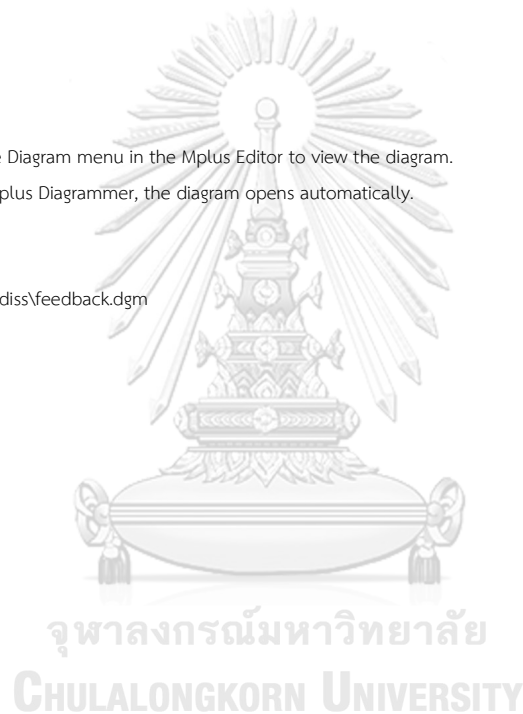 e Diagram menu in the Mplus Editor to view the diagram.
plus Diagrammer, the diagram opens automatically.
diss\feedback.dgm
จุฬาลงกรณ์มหาวิทยาลัย
CHULALONGKORN UNIVERSITY